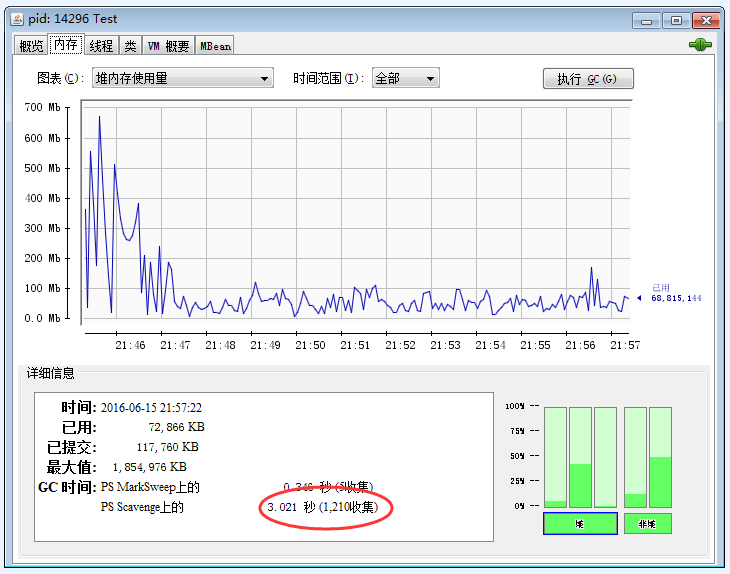 pid: 14296 Test
概览 内存 线程 类 VM 概要 MBean
图表(C): 堆内存使用量 时间范围(I): 全部 执行 GC(G)
700 Mb
600 Mb
500 Mb
400 Mb
300 Mb
200 Mb
100 Mb
0.0 Mb
已用
68,815,144
21:46 21:47 21:48 21:49 21:50 21:51 21:52 21:53 21:54 21:55 21:56 21:57
详细信息
时间: 2016-06-15 21:57:22
已用: 72,866 KB
已提交: 117,760 KB
最大值: 1,854,976 KB
GC 时间: PS MarkSweep上的 0.346 秒 (5收集)
PS Scavenge上的 3.021 秒 (1,210收集)
100%
75%
50%
25%
0%
堆 非堆